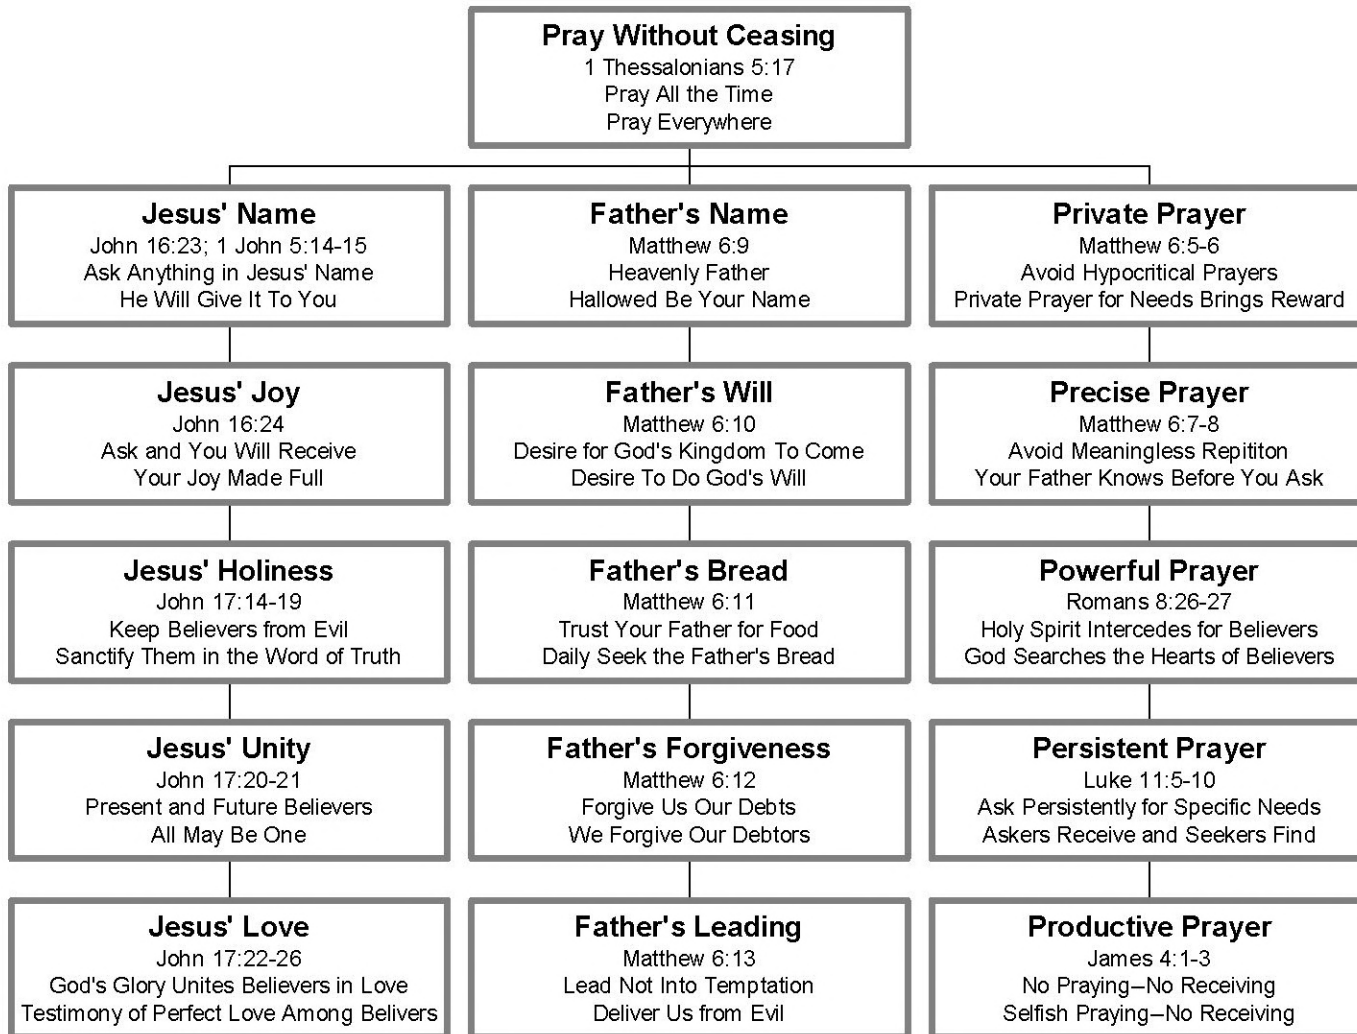 Pray Without Ceasing
1 Thessalonians 5:17
Pray All the Time
Pray Everywhere
Jesus' Name
John 16:23; 1 John 5:14-15
Ask Anything in Jesus' Name
He Will Give It To You
Father's Name
Matthew 6:9
Heavenly Father
Hallowed Be Your Name
Private Prayer
Matthew 6:5-6
Avoid Hypocritical Prayers
Private Prayer for Needs Brings Reward
Jesus' Joy
John 16:24
Ask and You Will Receive
Your Joy Made Full
Father's Will
Matthew 6:10
Desire for God's Kingdom To Come
Desire To Do God's Will
Precise Prayer
Matthew 6:7-8
Avoid Meaningless Repititon
Your Father Knows Before You Ask
Jesus' Holiness
John 17:14-19
Keep Believers from Evil
Sanctify Them in the Word of Truth
Father's Bread
Matthew 6:11
Trust Your Father for Food
Daily Seek the Father's Bread
Powerful Prayer
Romans 8:26-27
Holy Spirit Intercedes for Believers
God Searches the Hearts of Believers
Jesus' Unity
John 17:20-21
Present and Future Believers
All May Be One
Father's Forgiveness
Matthew 6:12
Forgive Us Our Debts
We Forgive Our Debtors
Persistent Prayer
Luke 11:5-10
Ask Persistently for Specific Needs
Askers Receive and Seekers Find
Jesus' Love
John 17:22-26
God's Glory Unites Believers in Love
Testimony of Perfect Love Among Belivers
Father's Leading
Matthew 6:13
Lead Not Into Temptation
Deliver Us from Evil
Productive Prayer
James 4:1-3
No Praying–No Receiving
Selfish Praying–No Receiving